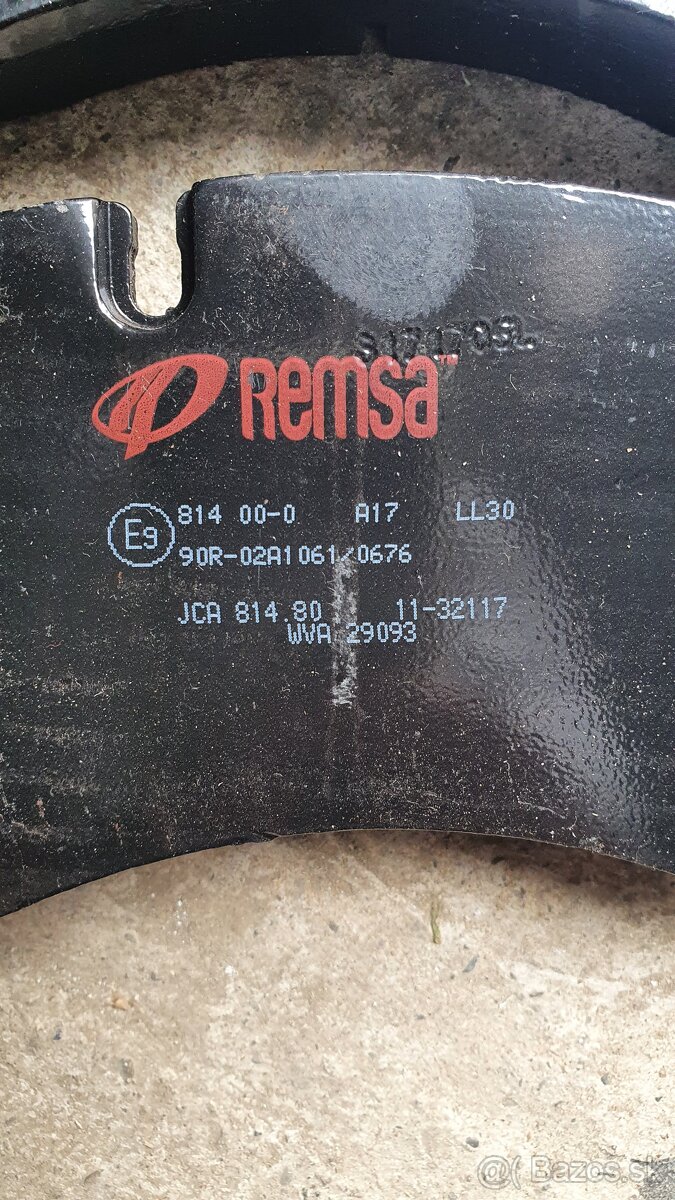 Remsa
E9 814 00-0 A17 LL30
90R-02A1061/0676
JCA 814.80 11-32117
WVA 29093
Bazos.sk